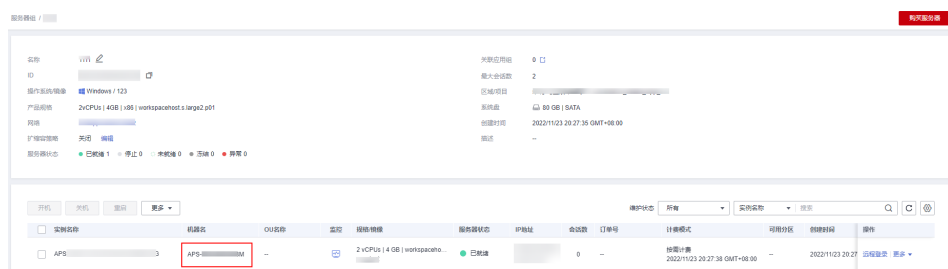 服务器组 /
购买服务器
名称
关联应用组 0
ID
最大会话数 2
操作系统/镜像 Windows / 123
区域/项目
产品规格 2vCPUs | 4GB | x86 | workspacehost.s.large2.p01
系统盘 80 GB | SATA
网络
创建时间 2022/11/23 20:27:35 GMT+08:00
扩缩容策略 关闭 编辑
描述 --
服务器状态 已就绪 1 停止 0 未就绪 0 冻结 0 异常 0
开机 关机 重启 更多 维护状态 所有 实例名称 搜索
实例名称 机器名 OU名称 监控 规格/镜像 服务器状态 IP地址 会话数 订单号 计费模式 可用分区 创建时间 操作
APS 3 APS- M -- 2 vCPUs | 4 GB | workspaceho... 已就绪 0 -- 按需计费 -- 2022/11/23 20:27 远程登录 更多
2022/11/23 20:27:38 GMT+08:00